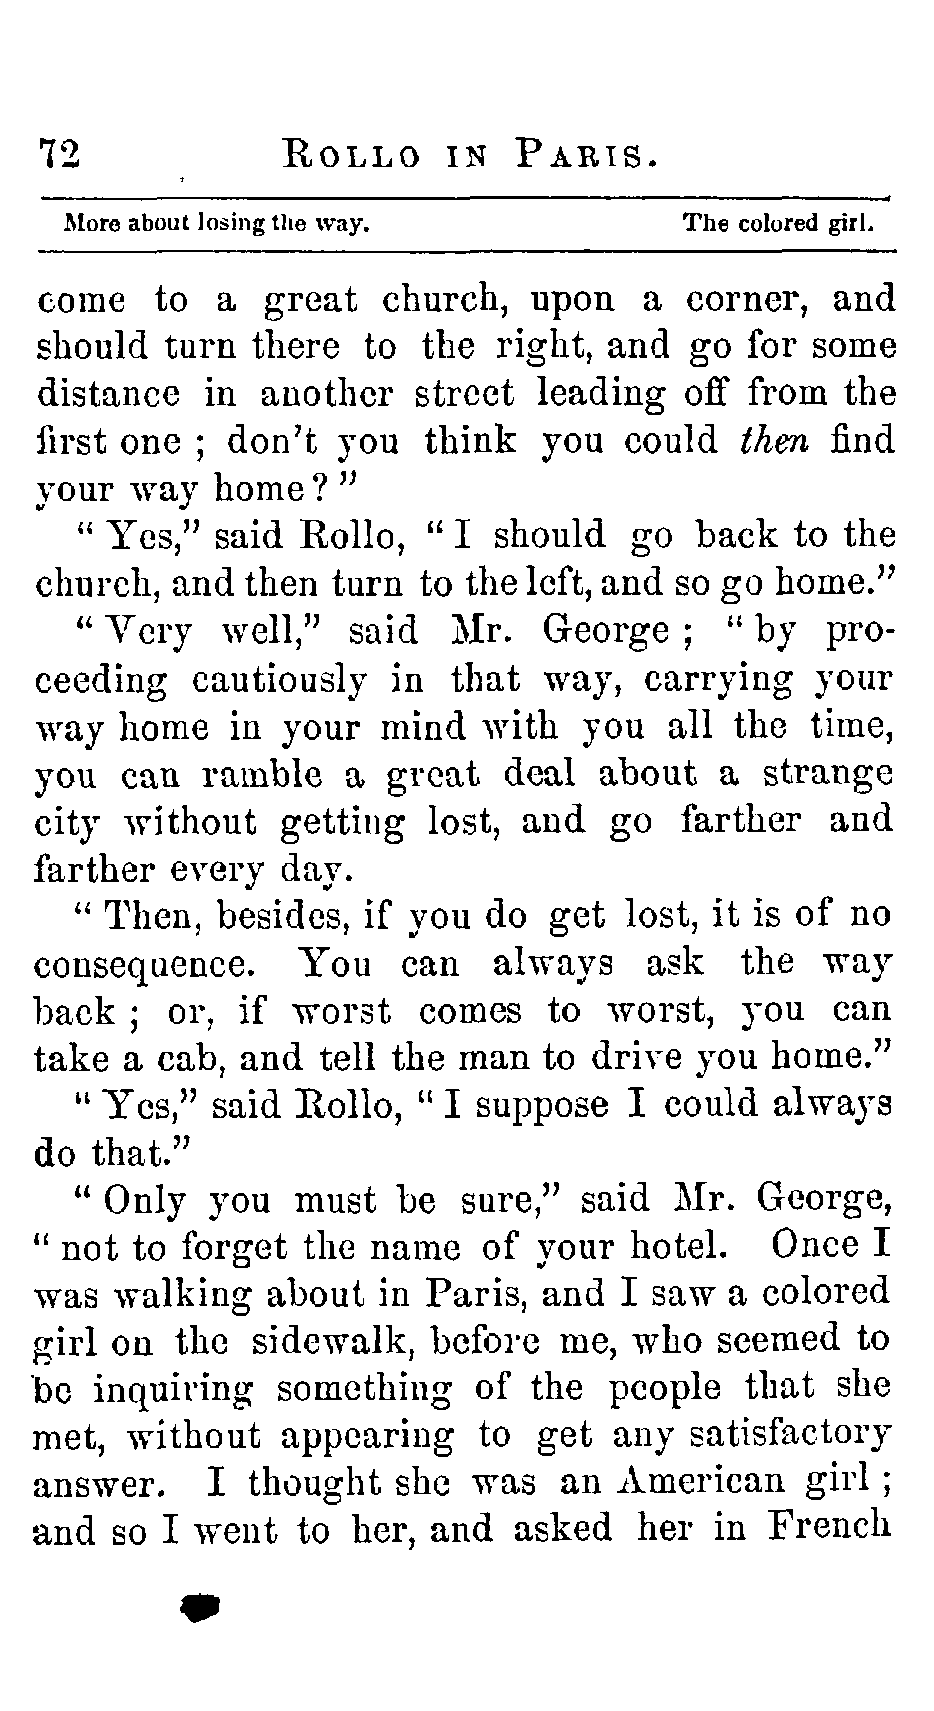 72 ROLLO IN PARIS.
More about losing the way. The colored girl.
come to a great church, upon a corner, and
should turn there to the right, and go for some
distance in another street leading off from the
first one ; don't you think you could then find
your way home ? "
" Yes," said Rollo, " I should go back to the
church, and then turn to the left, and so go home."
" Very well," said Mr. George ; " by pro-
ceeding cautiously in that way, carrying your
way home in your mind with you all the time,
you can ramble a great deal about a strange
city without getting lost, and go farther and
farther every day.
" Then, besides, if you do get lost, it is of no
consequence. You can always ask the way
back ; or, if worst comes to worst, you can
take a cab, and tell the man to drive you home."
" Yes," said Rollo, " I suppose I could always
do that."
" Only you must be sure," said Mr. George,
" not to forget the name of your hotel. Once I
was walking about in Paris, and I saw a colored
girl on the sidewalk, before me, who seemed to
be inquiring something of the people that she
met, without appearing to get any satisfactory
answer. I thought she was an American girl ;
and so I went to her, and asked her in French